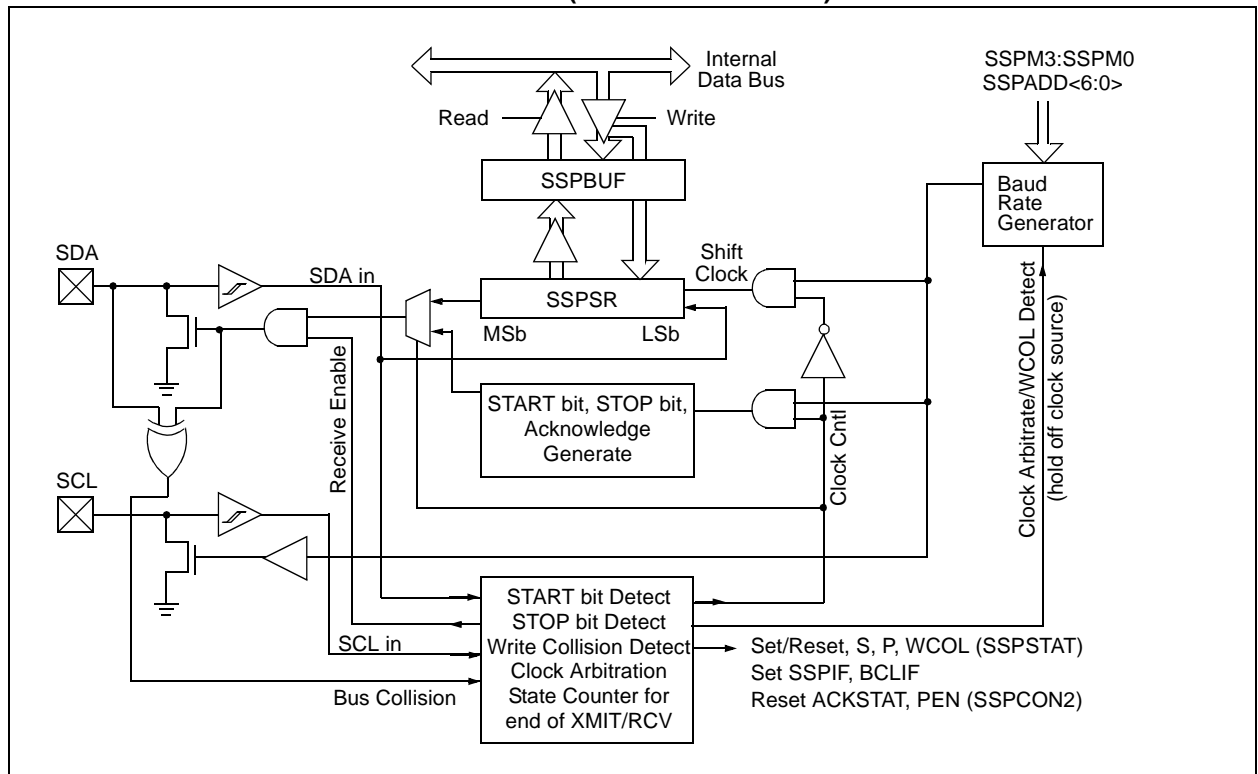 Internal
Data Bus
SSPM3:SSPM0
SSPADD<6:0>
Read
Write
SSPBUF
Baud
Rate
Generator
SDA
SDA in
Shift
Clock
SSPSR
MSb
LSb
Receive Enable
START bit, STOP bit,
Acknowledge
Generate
Clock Cntl
Clock Arbitrate/WCOL Detect
(hold off clock source)
SCL
SCL in
Bus Collision
START bit Detect
STOP bit Detect
Write Collision Detect
Clock Arbitration
State Counter for
end of XMIT/RCV
Set/Reset, S, P, WCOL (SSPSTAT)
Set SSPIF, BCLIF
Reset ACKSTAT, PEN (SSPCON2)